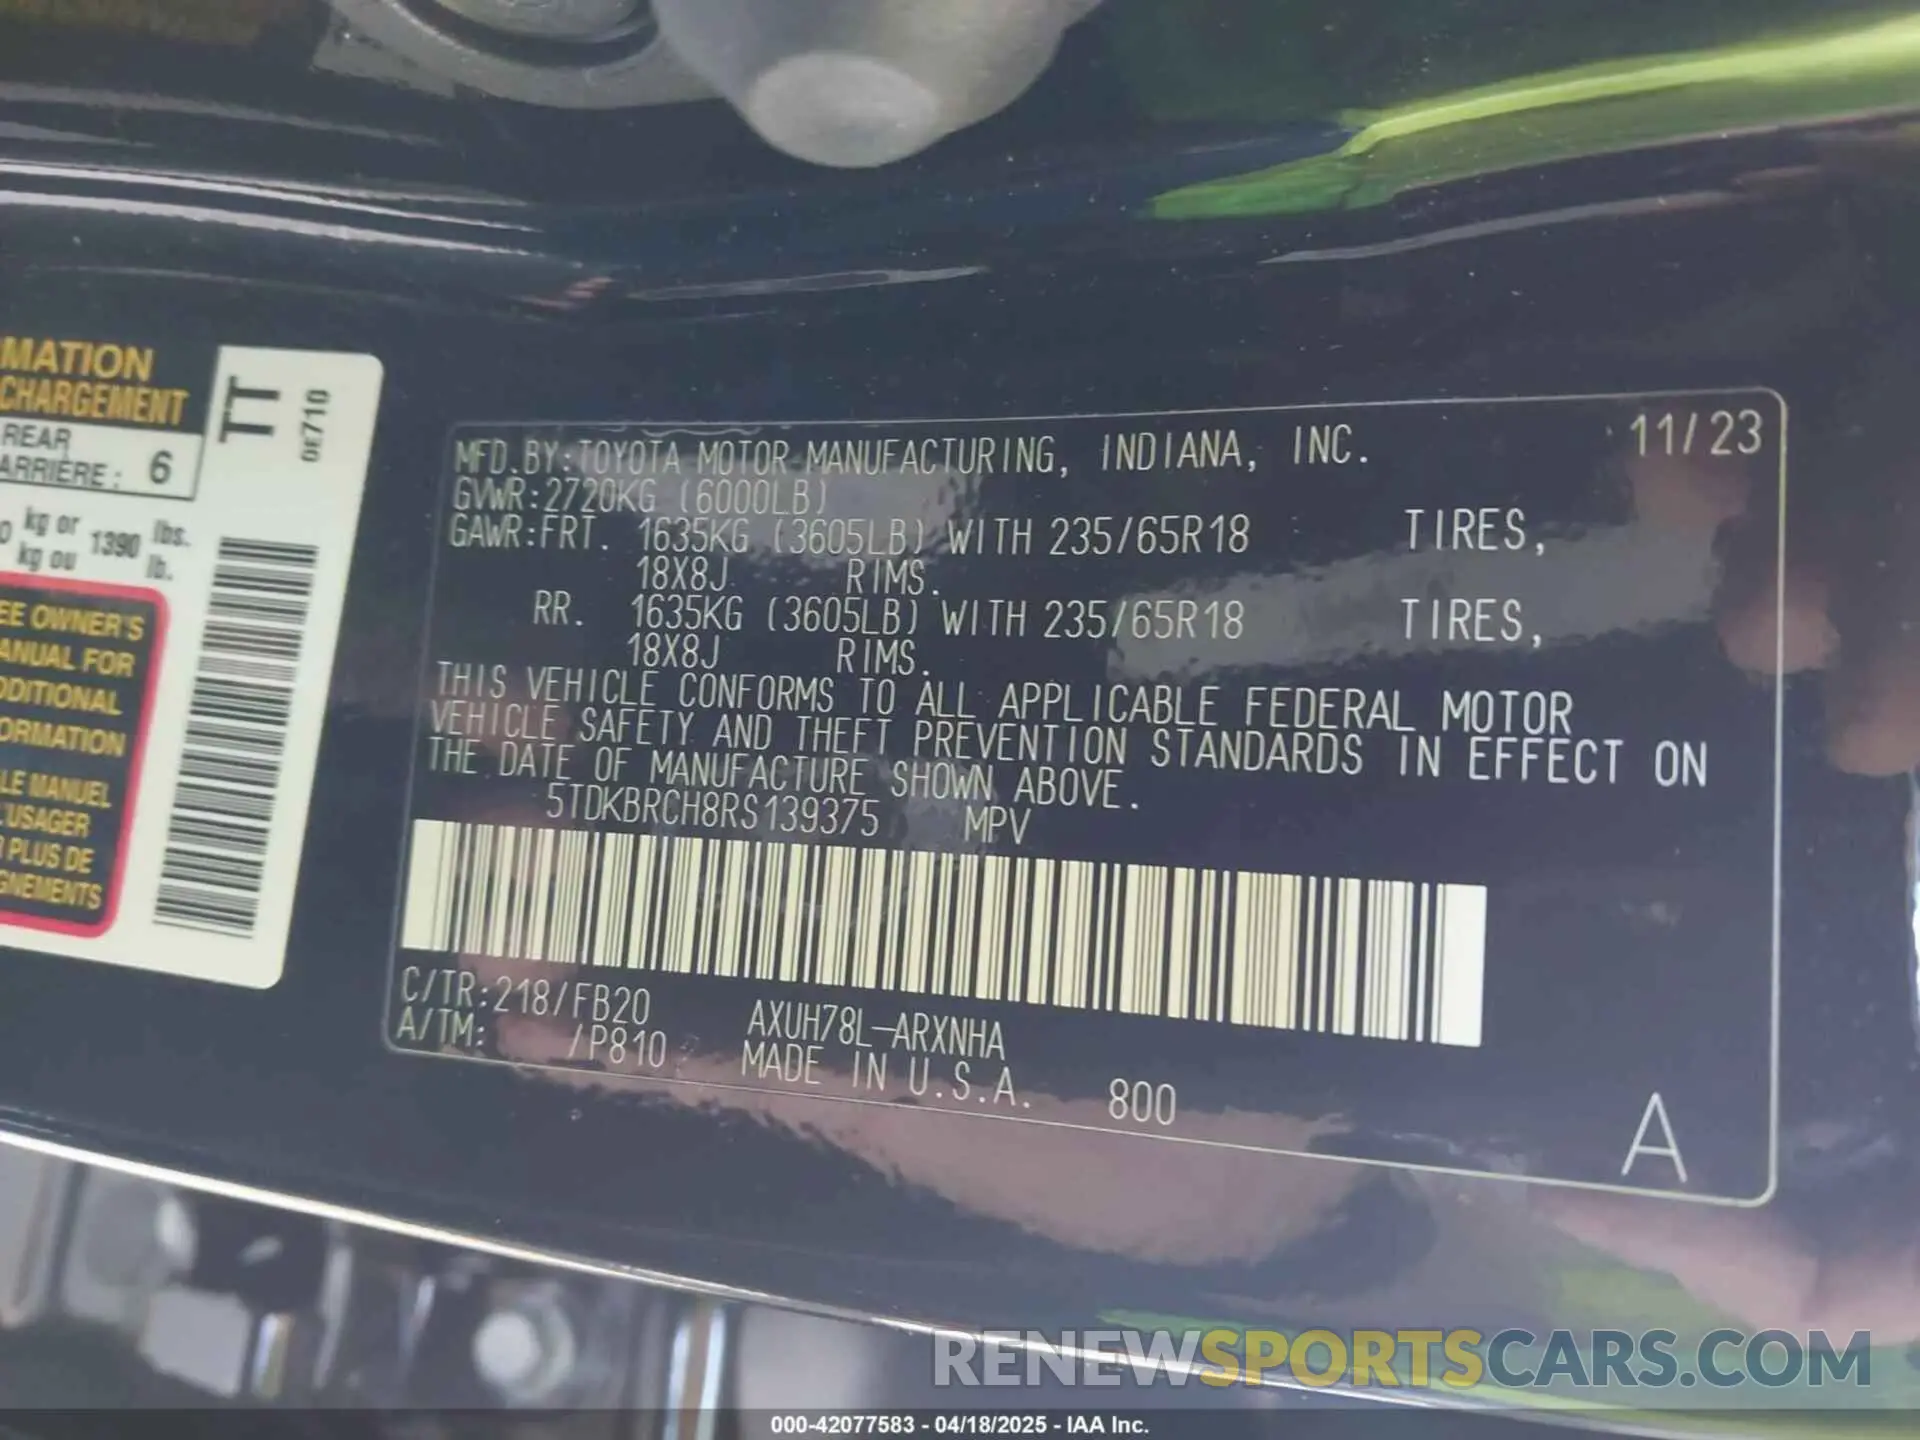 MATION
CHARGEMENT
REAR
ARRIÈRE : 6
kg or 1390 lbs.
kg ou lb.
EE OWNER'S
ANUAL FOR
DDITIONAL
ORMATION
LE MANUEL
L'USAGER
R PLUS DE
GNEMENTS
TT
0E710
MFD.BY:TOYOTA MOTOR MANUFACTURING, INDIANA, INC. 11/23
GVWR:2720KG (6000LB)
GAWR:FRT. 1635KG (3605LB) WITH 235/65R18 TIRES,
18X8J RIMS.
RR. 1635KG (3605LB) WITH 235/65R18 TIRES,
18X8J RIMS.
THIS VEHICLE CONFORMS TO ALL APPLICABLE FEDERAL MOTOR
VEHICLE SAFETY AND THEFT PREVENTION STANDARDS IN EFFECT ON
THE DATE OF MANUFACTURE SHOWN ABOVE.
5TDKBRCH8RS139375 MPV
C/TR:218/FB20 AXUH78L-ARXNHA
A/TM: /P810 MADE IN U.S.A. 800
A
RENEWSPORTSCARS.COM
000-42077583 - 04/18/2025 - IAA Inc.